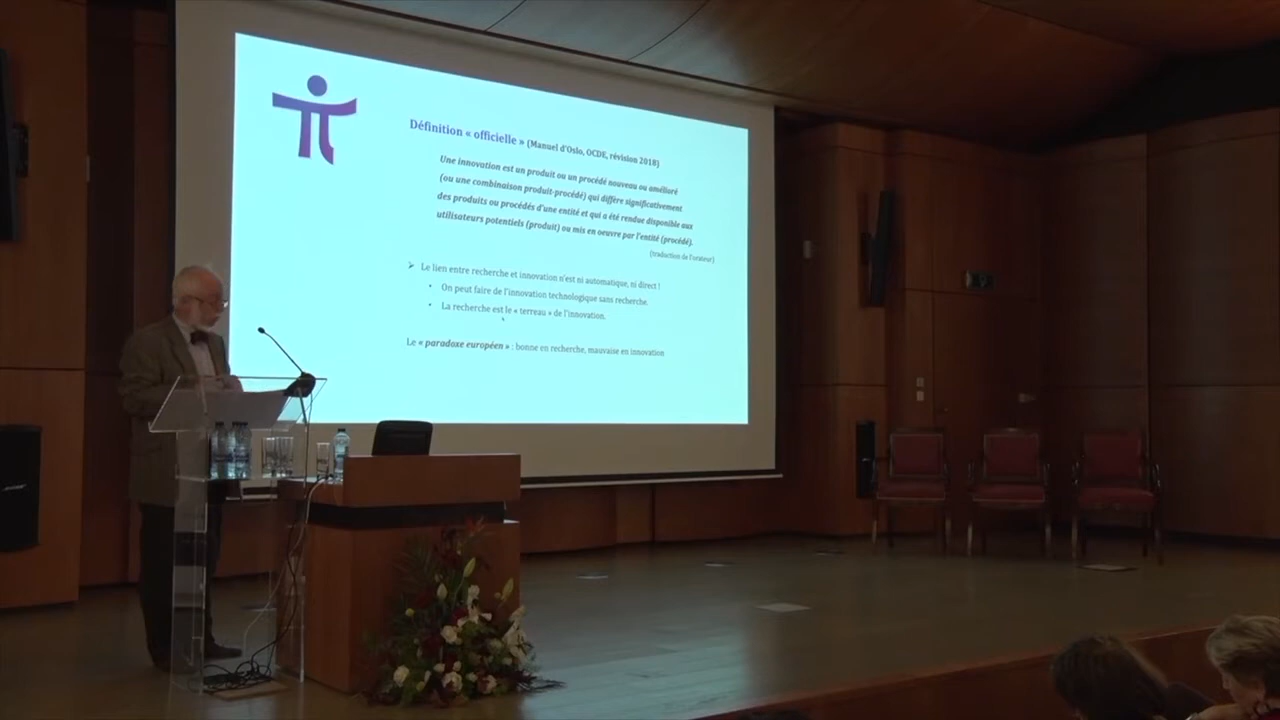 Définition « officielle » (Manuel d'Oslo, OCDE, révision 2018)
Une innovation est un produit ou un procédé nouveau ou amélioré
(ou une combinaison produit-procédé) qui diffère significativement
des produits ou procédés d'une entité et qui a été rendue disponible aux
utilisateurs potentiels (produit) ou mis en oeuvre par l'entité (procédé).
(traduction de l'orateur)
➢ Le lien entre recherche et innovation n'est ni automatique, ni direct !
• On peut faire de l'innovation technologique sans recherche.
• La recherche est le « terreau » de l'innovation.
Le « paradoxe européen » : bonne en recherche, mauvaise en innovation